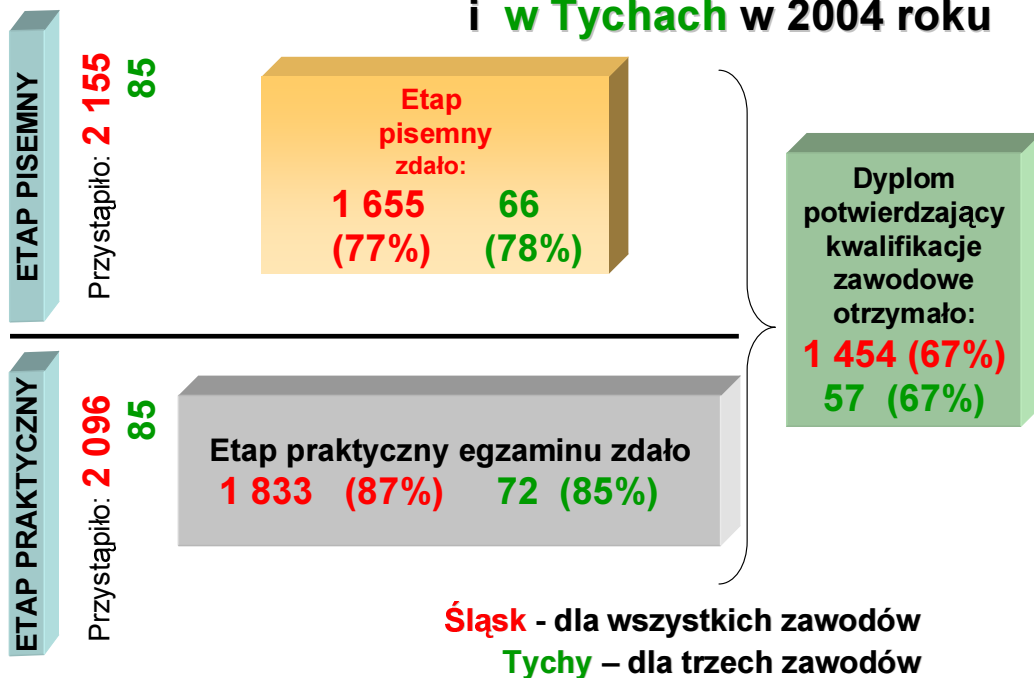 i w Tychach w 2004 roku
ETAP PISEMNY
Przystąpiło: 2 155
85
Etap
pisemny
zdało:
1 655 66
(77%) (78%)
Dyplom
potwierdzający
kwalifikacje
zawodowe
otrzymało:
1 454 (67%)
57 (67%)
ETAP PRAKTYCZNY
Przystąpiło: 2 096
85
Etap praktyczny egzaminu zdało
1 833 (87%) 72 (85%)
Śląsk - dla wszystkich zawodów
Tychy – dla trzech zawodów